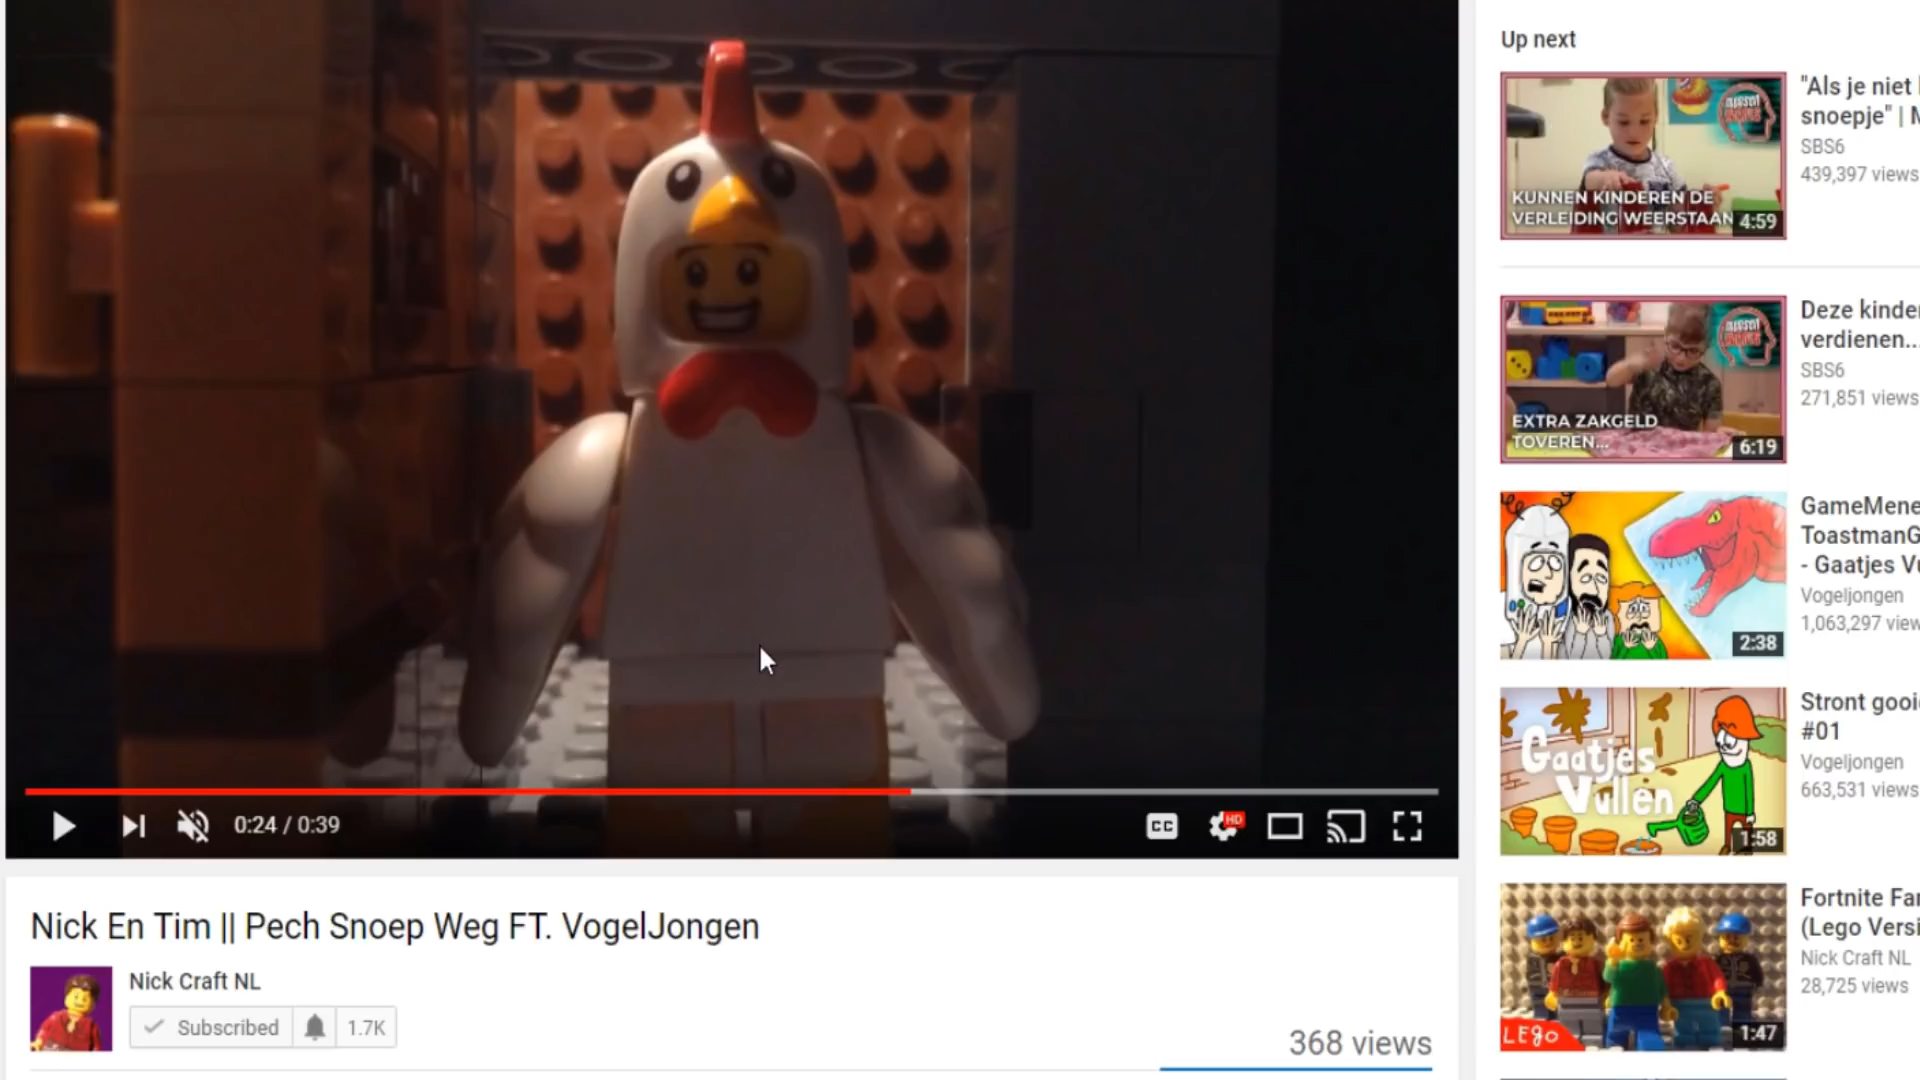 Up next
"Als je niet
snoepje" |
SBS6
439,397 views
KUNNEN KINDEREN DE
VERLEIDING WEERSTAAN
4:59
Deze kinder
verdienen...
SBS6
271,851 views
EXTRA ZAKGELD
TOVEREN...
6:19
GameMene
ToastmanG
- Gaatjes Vu
Vogeljongen
1,063,297 view
2:38
Stront gooi
#01
Vogeljongen
663,531 views
Gaatjes
Vullen
1:58
Fortnite Fa
(Lego Versi
Nick Craft NL
28,725 views
LEGO
1:47
0:24 / 0:39
CC
HD
Nick En Tim || Pech Snoep Weg FT. VogelJongen
Nick Craft NL
Subscribed
1.7K
368 views